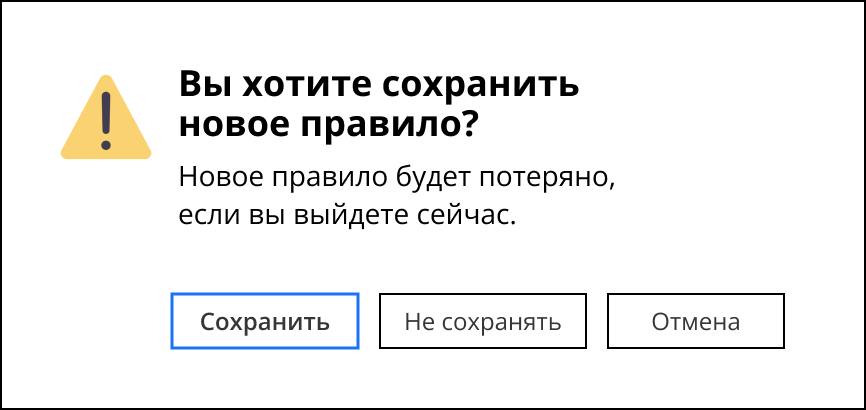 Вы хотите сохранить
новое правило?
Новое правило будет потеряно,
если вы выйдете сейчас.
Сохранить
Не сохранять
Отмена